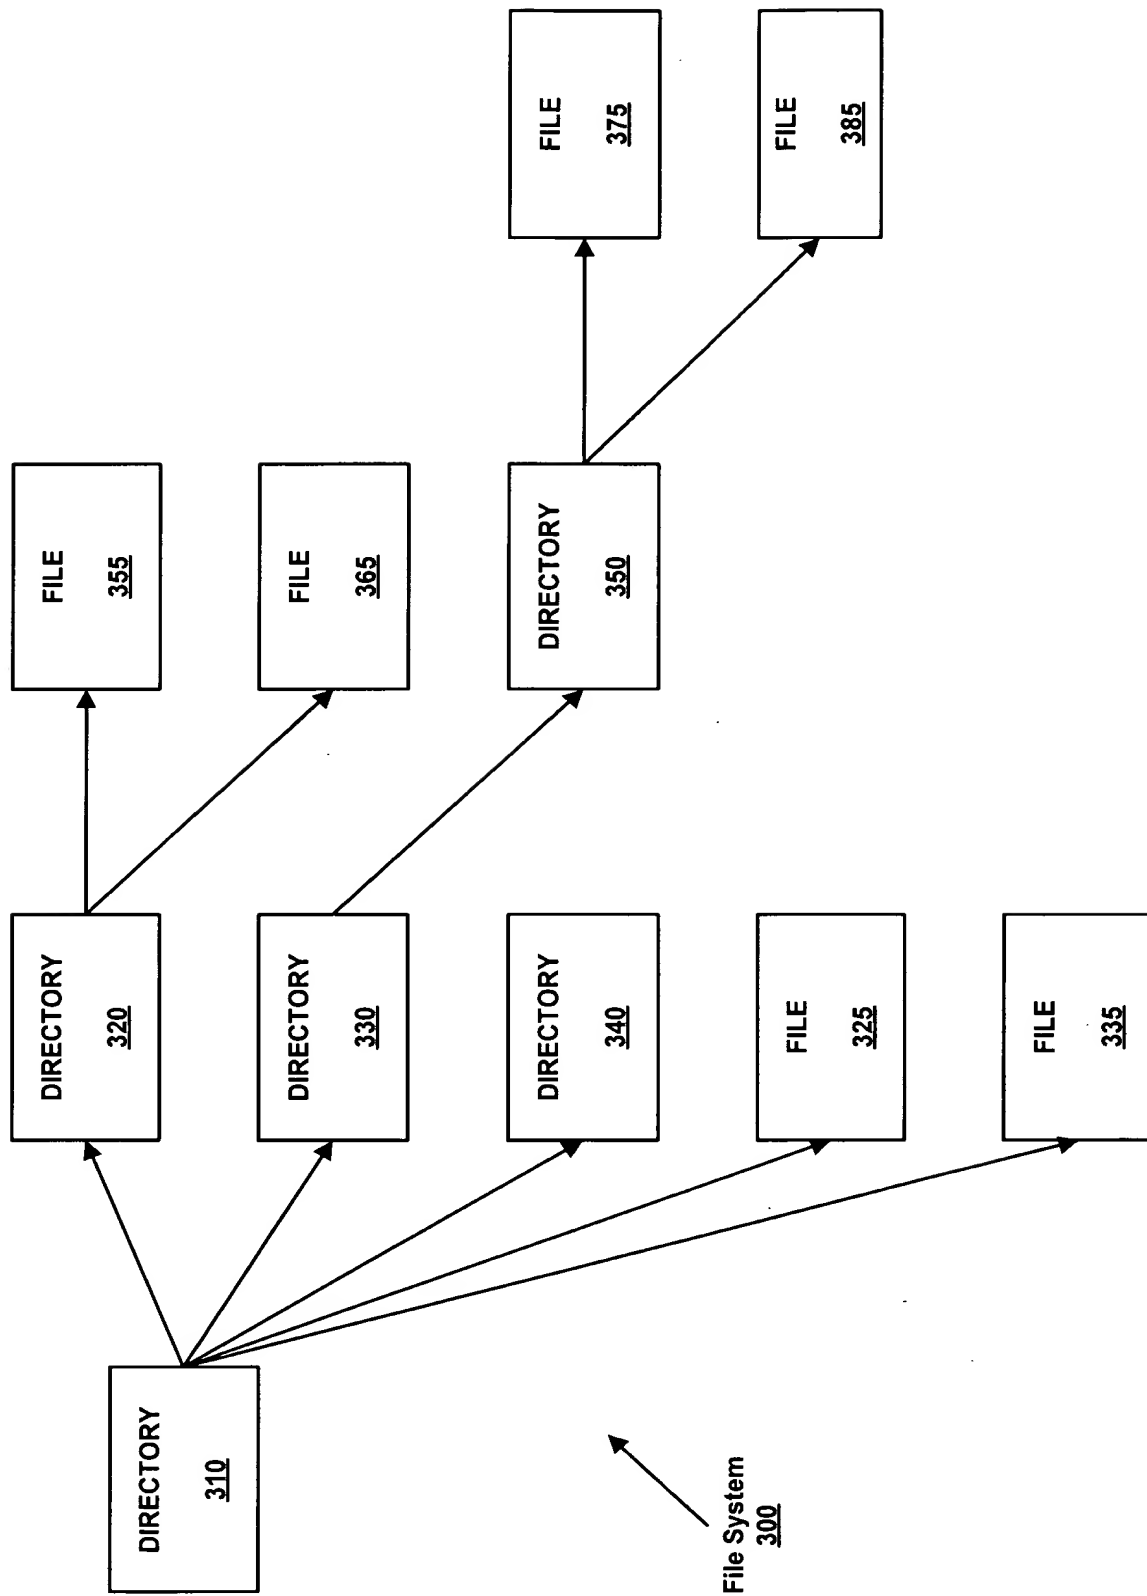 DIRECTORY
310
DIRECTORY
320
DIRECTORY
330
DIRECTORY
340
FILE
325
FILE
335
FILE
355
FILE
365
DIRECTORY
350
FILE
375
FILE
385
File System
300